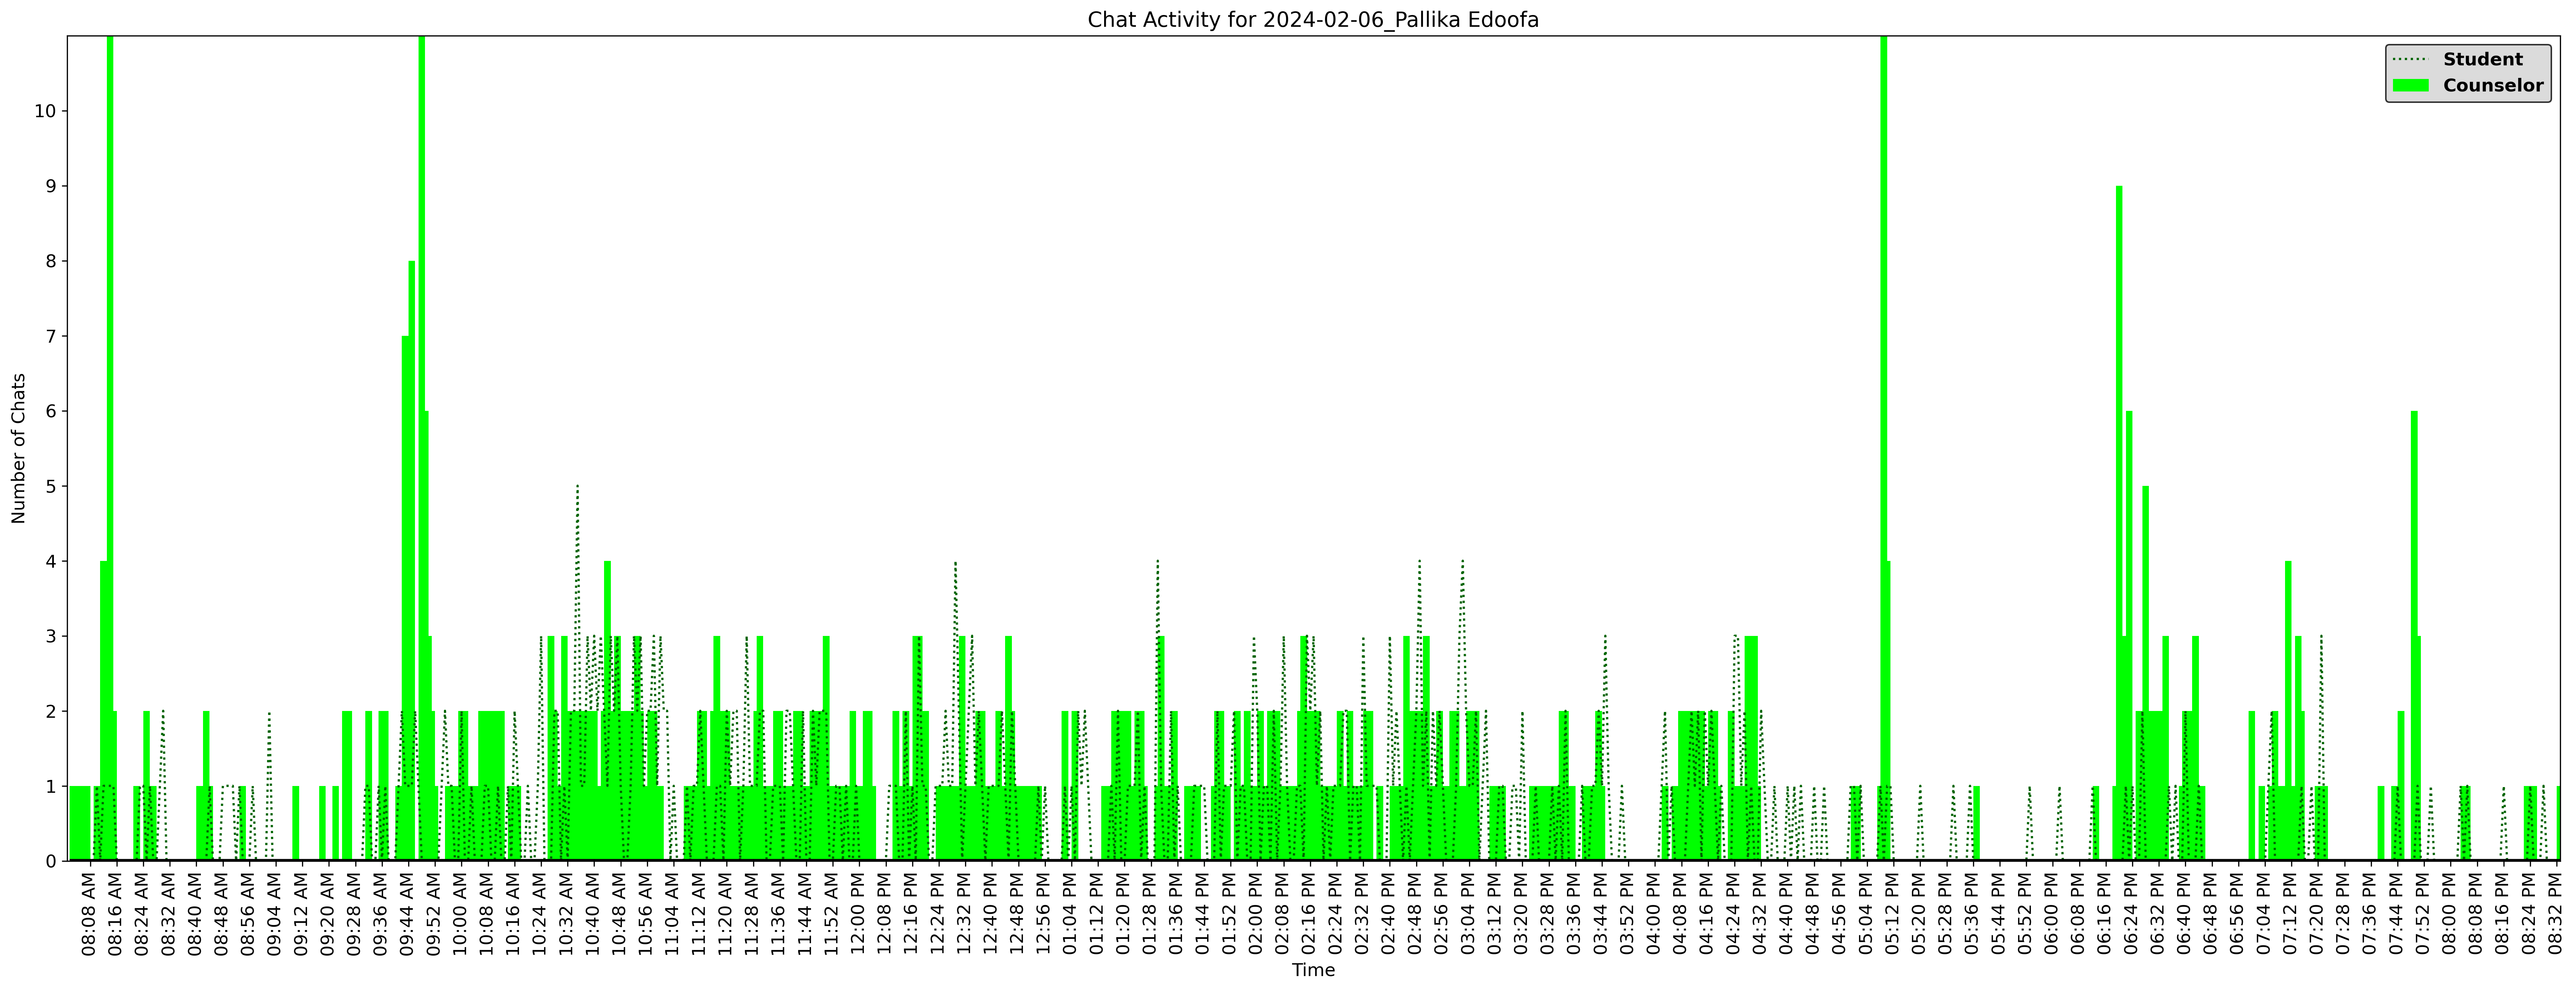 Chat Activity for 2024-02-06_Pallika Edoofa
Student
Counselor
Number of Chats
10
9
8
7
6
5
4
3
2
1
0
08:08 AM
08:16 AM
08:24 AM
08:32 AM
08:40 AM
08:48 AM
08:56 AM
09:04 AM
09:12 AM
09:20 AM
09:28 AM
09:36 AM
09:44 AM
09:52 AM
10:00 AM
10:08 AM
10:16 AM
10:24 AM
10:32 AM
10:40 AM
10:48 AM
10:56 AM
11:04 AM
11:12 AM
11:20 AM
11:28 AM
11:36 AM
11:44 AM
11:52 AM
12:00 PM
12:08 PM
12:16 PM
12:24 PM
12:32 PM
12:40 PM
12:48 PM
12:56 PM
01:04 PM
01:12 PM
01:20 PM
01:28 PM
01:36 PM
01:44 PM
01:52 PM
02:00 PM
02:08 PM
02:16 PM
02:24 PM
02:32 PM
02:40 PM
02:48 PM
02:56 PM
03:04 PM
03:12 PM
03:20 PM
03:28 PM
03:36 PM
03:44 PM
03:52 PM
04:00 PM
04:08 PM
04:16 PM
04:24 PM
04:32 PM
04:40 PM
04:48 PM
04:56 PM
05:04 PM
05:12 PM
05:20 PM
05:28 PM
05:36 PM
05:44 PM
05:52 PM
06:00 PM
06:08 PM
06:16 PM
06:24 PM
06:32 PM
06:40 PM
06:48 PM
06:56 PM
07:04 PM
07:12 PM
07:20 PM
07:28 PM
07:36 PM
07:44 PM
07:52 PM
08:00 PM
08:08 PM
08:16 PM
08:24 PM
08:32 PM
Time